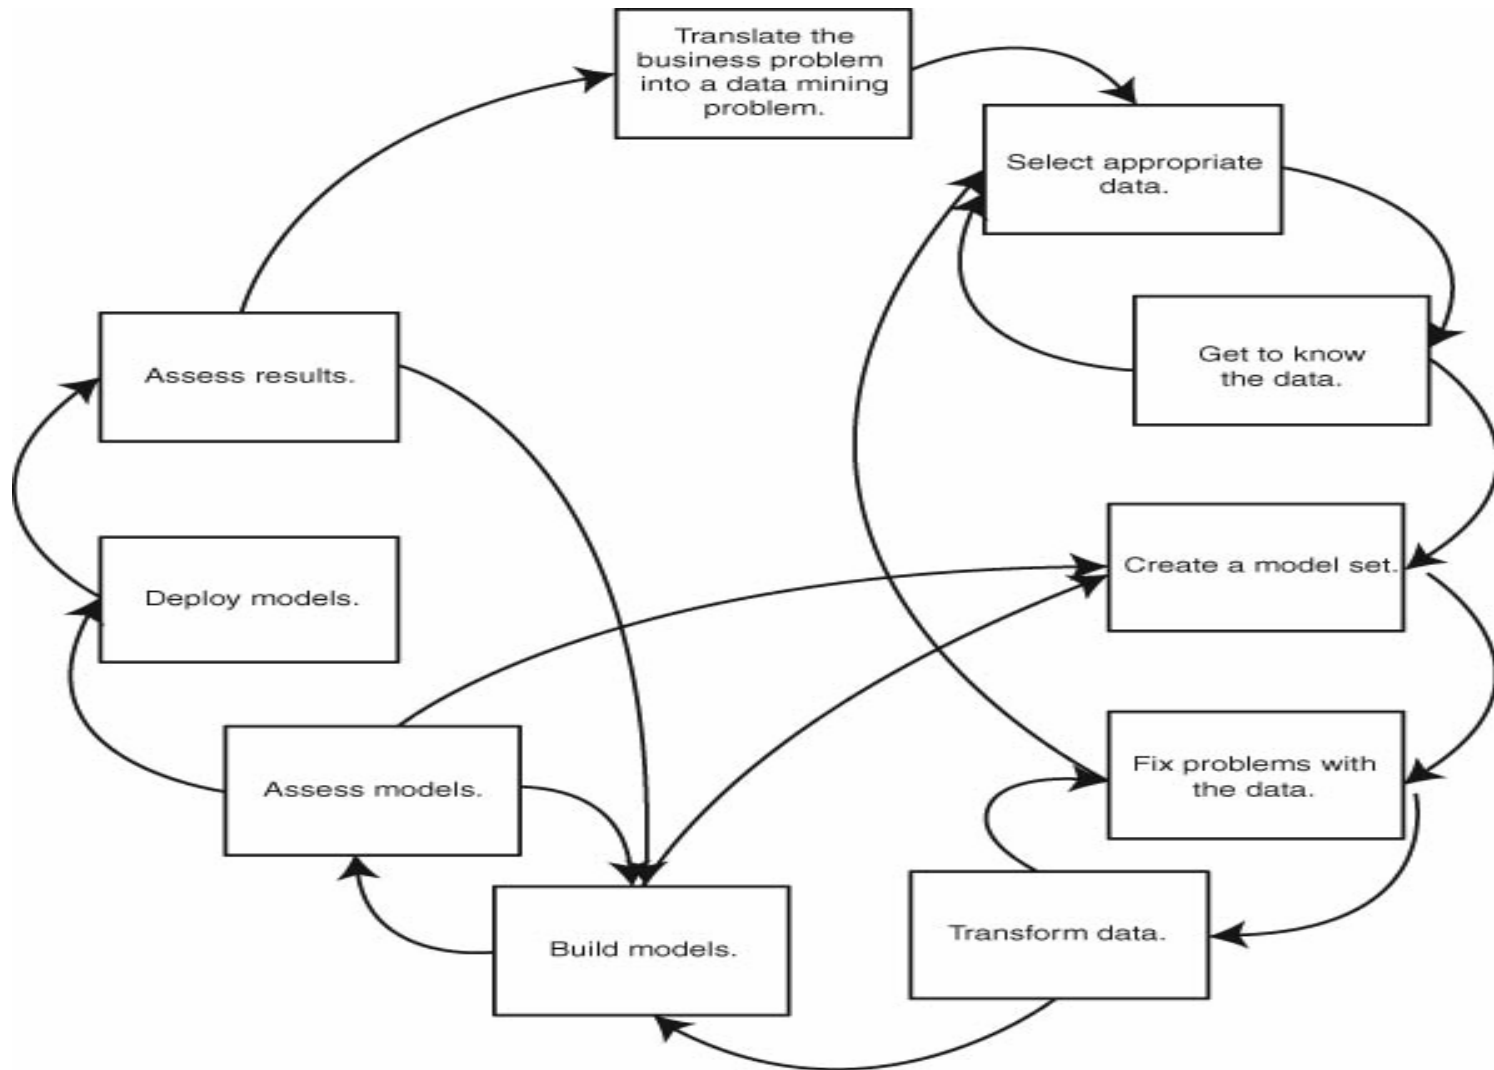 Translate the
business problem
into a data mining
problem.
Select appropriate
data.
Get to know
the data.
Create a model set.
Fix problems with
the data.
Transform data.
Build models.
Assess models.
Deploy models.
Assess results.